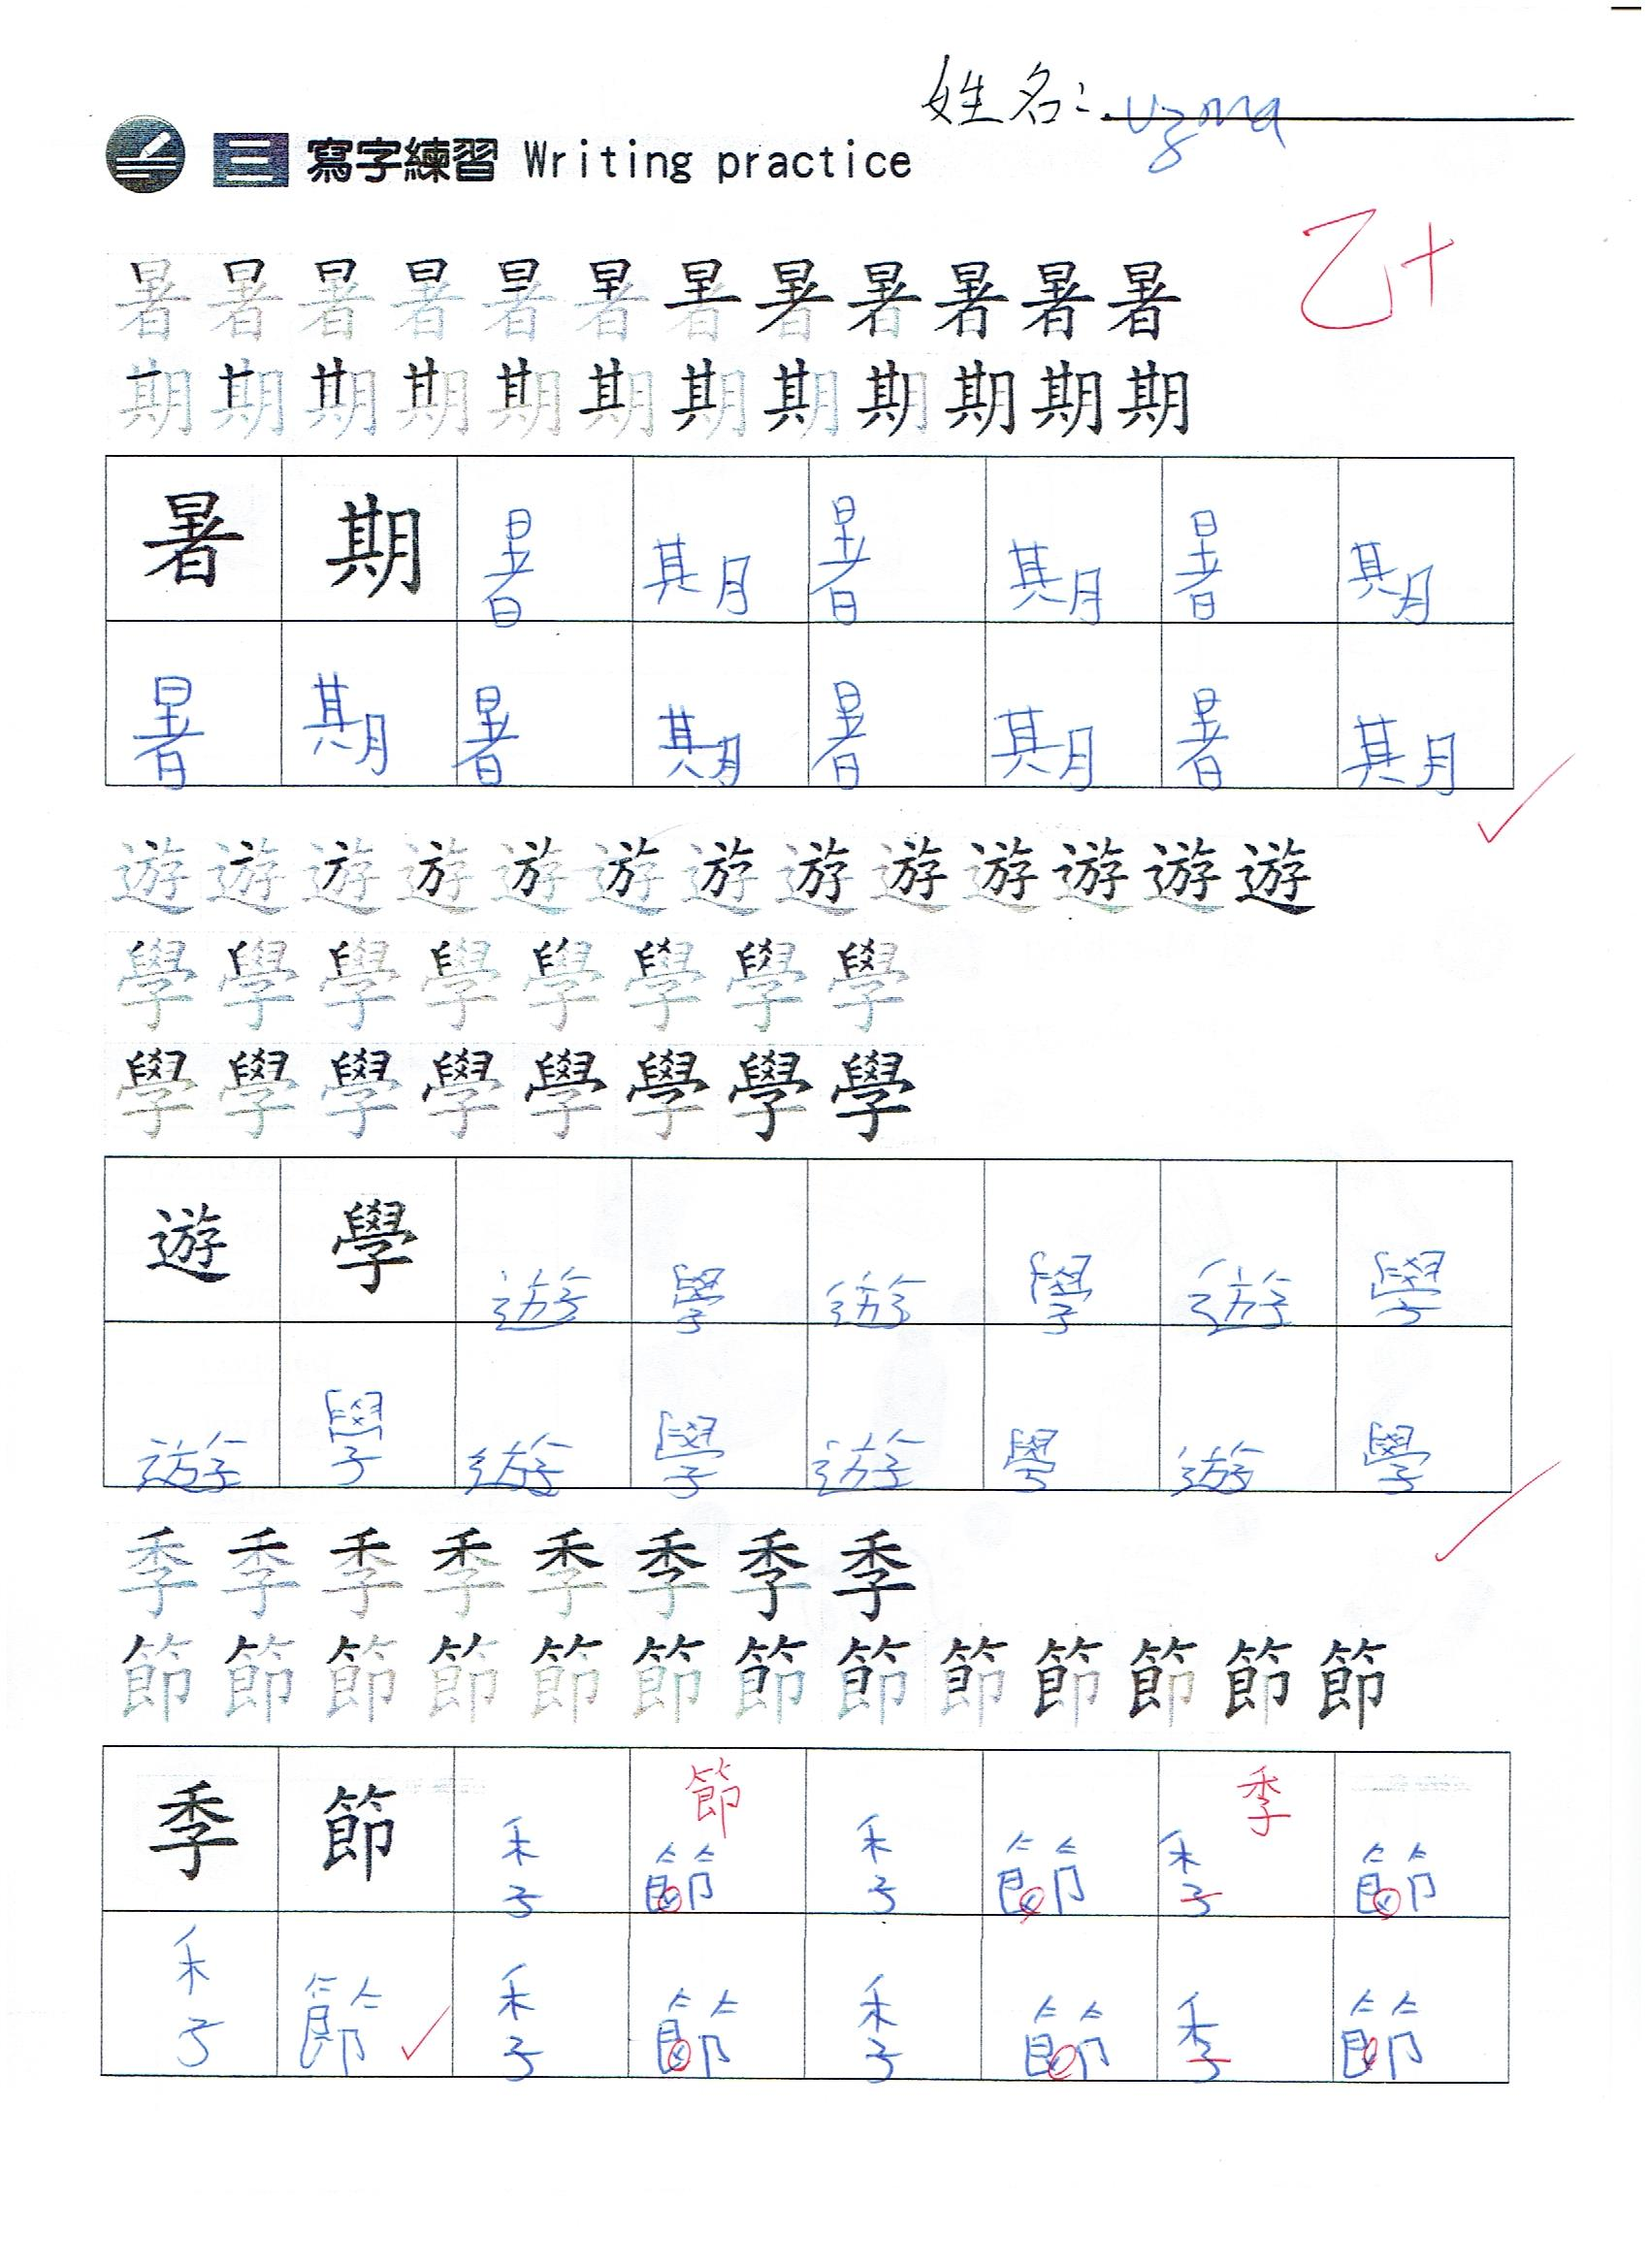 姓名：
三 寫字練習 Writing practice
乙+
暑暑暑暑暑暑暑暑暑暑暑暑
期期期期期期期期期期期期
暑 期 暑 期 暑 期 暑 期
暑 期 暑 期 暑 期 暑 期
遊遊遊遊遊遊遊遊遊遊遊遊遊
學學學學學學學學
學學學學學學學學
遊 學 遊 學 遊 學 遊 學
遊 學 遊 學 遊 學 遊 學
季季季季季季季季
節節節節節節節節節節節節節
節 季
季 節 季 節 季 節 季 節
季 節 季 節 季 節 季 節